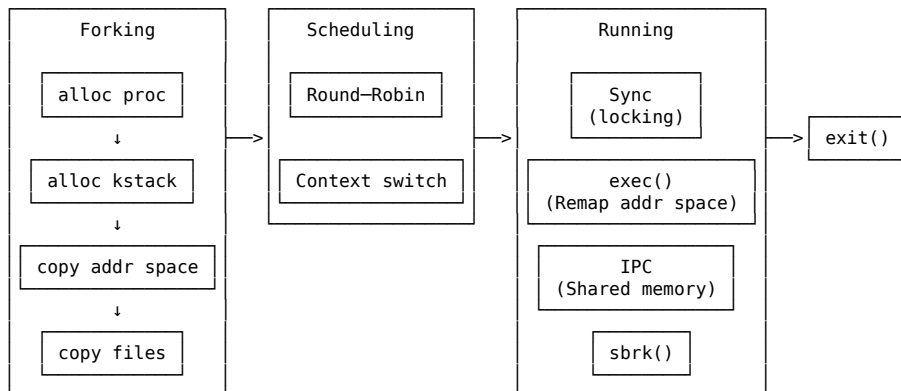 Forking
alloc proc
↓
alloc kstack
↓
copy addr space
↓
copy files
Scheduling
Round—Robin
Context switch
Running
Sync
(locking)
exec()
(Remap addr space)
IPC
(Shared memory)
sbrk()
exit()